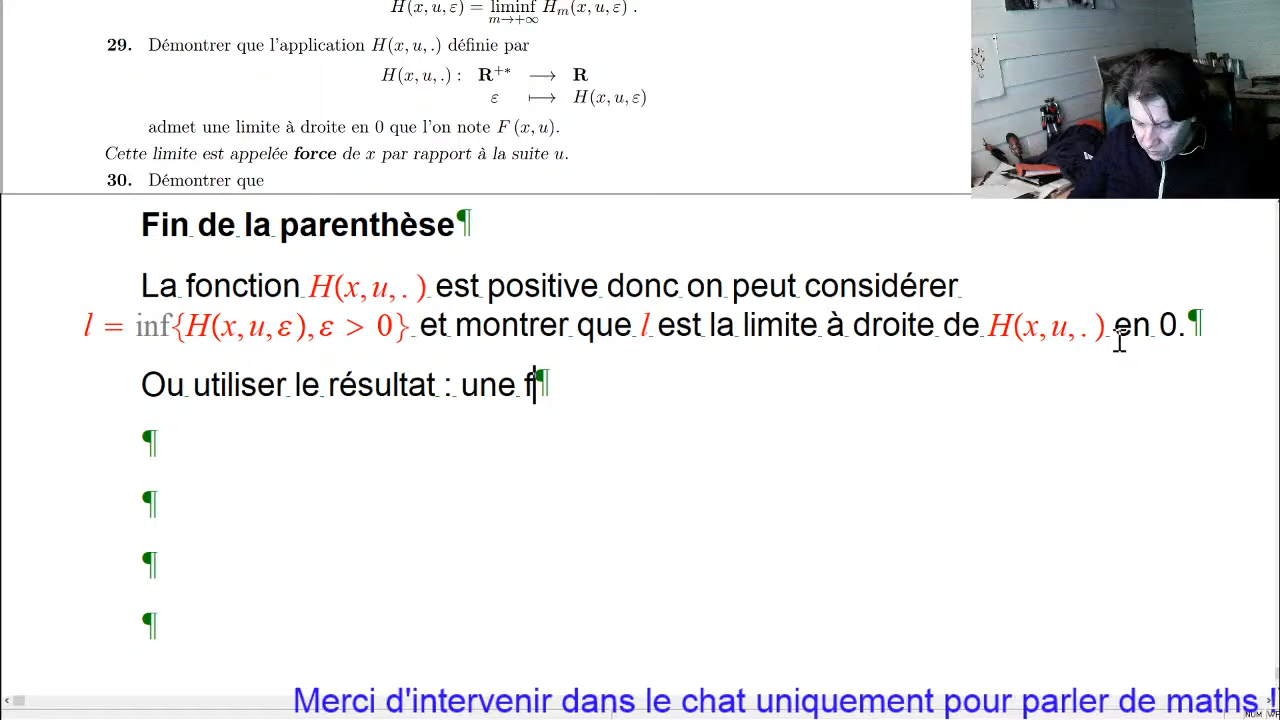 H(x, u, ε) = liminf H_m(x, u, ε) .
m→+∞
29. Démontrer que l'application H(x, u, .) définie par
H(x, u, .) : R⁺* ⟶ R
ε ⟼ H(x, u, ε)
admet une limite à droite en 0 que l'on note F (x, u).
Cette limite est appelée force de x par rapport à la suite u.
30. Démontrer que
Fin de la parenthèse¶
La fonction H(x, u, . ) est positive donc on peut considérer
l = inf{H(x, u, ε), ε > 0} et montrer que l est la limite à droite de H(x, u, . ) en 0.¶
Ou utiliser le résultat : une f¶
¶
¶
¶
¶
Merci d'intervenir dans le chat uniquement pour parler de maths !